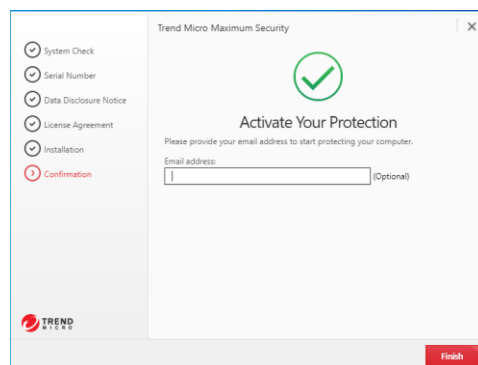 Trend Micro Maximum Security
System Check
Serial Number
Data Disclosure Notice
License Agreement
Installation
Confirmation
Activate Your Protection
Please provide your email address to start protecting your computer.
Email address:
(Optional)
TREND
MICRO
Finish